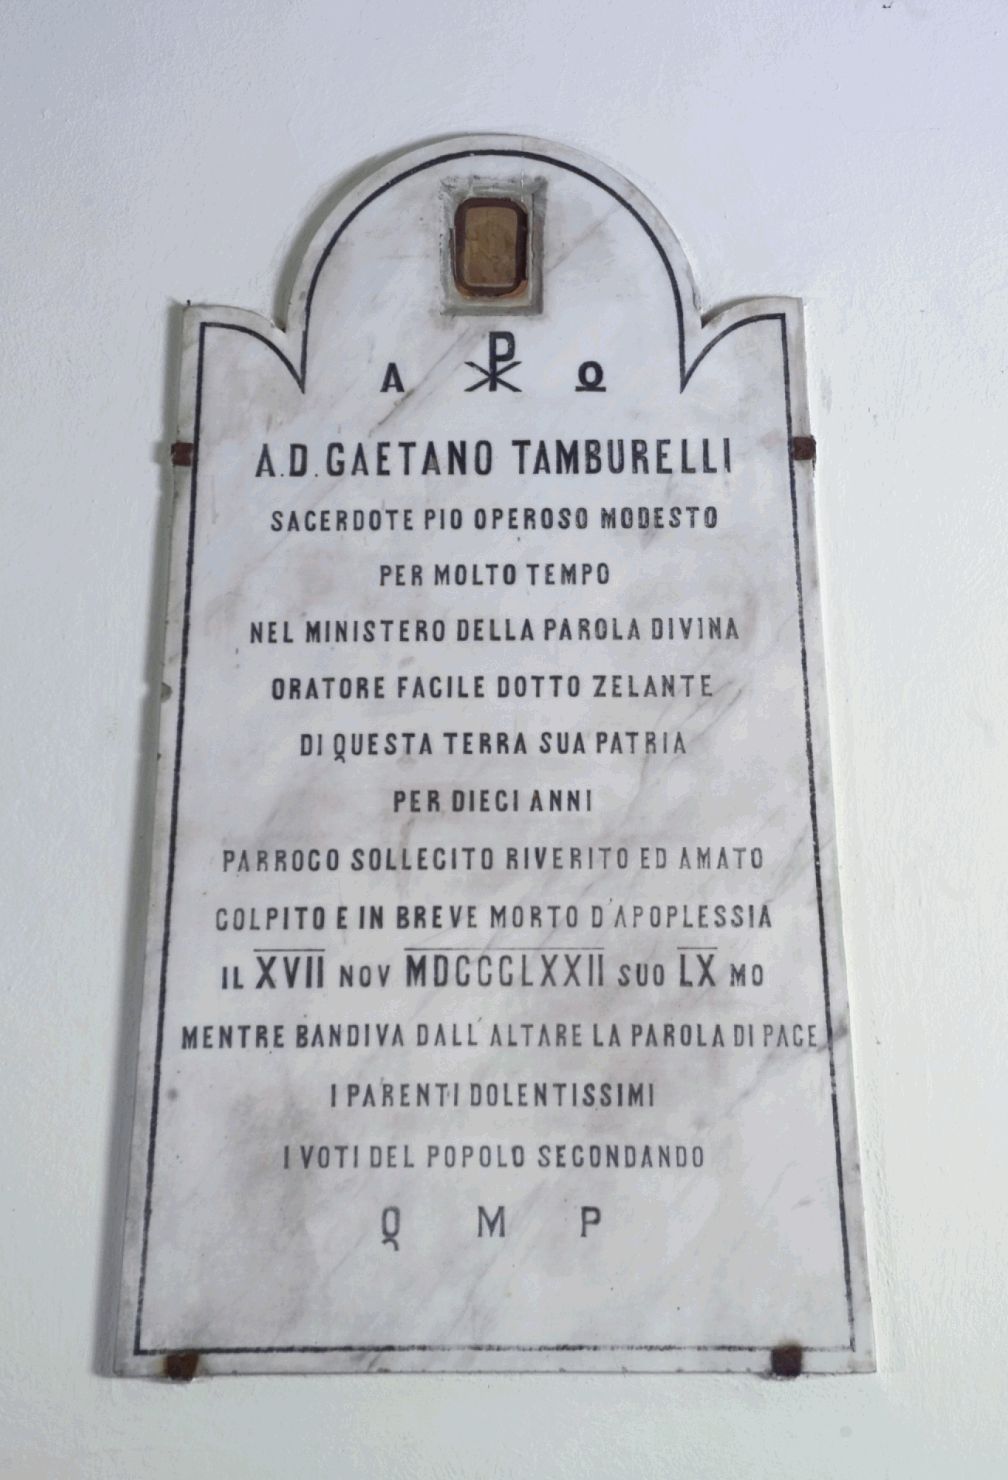 A ☧ Ω
A.D. GAETANO TAMBURELLI
SACERDOTE PIO OPEROSO MODESTO
PER MOLTO TEMPO
NEL MINISTERO DELLA PAROLA DIVINA
ORATORE FACILE DOTTO ZELANTE
DI QUESTA TERRA SUA PATRIA
PER DIECI ANNI
PARROCO SOLLECITO RIVERITO ED AMATO
COLPITO E IN BREVE MORTO D'APOPLESSIA
IL XVII NOV MDCCCLXXII SUO LX MO
MENTRE BANDIVA DALL'ALTARE LA PAROLA DI PACE
I PARENTI DOLENTISSIMI
I VOTI DEL POPOLO SECONDANDO
Q M P